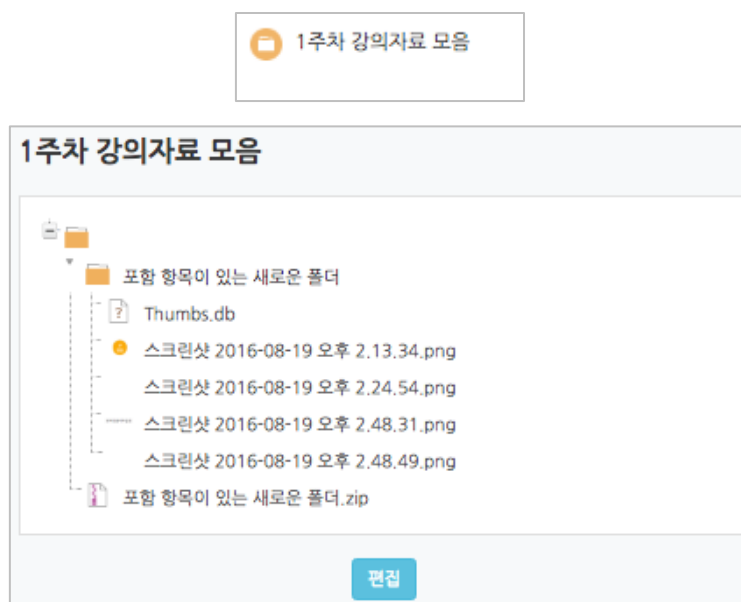 1주차 강의자료 모음
1주차 강의자료 모음
포함 항목이 있는 새로운 폴더
Thumbs.db
스크린샷 2016-08-19 오후 2.13.34.png
스크린샷 2016-08-19 오후 2.24.54.png
스크린샷 2016-08-19 오후 2.48.31.png
스크린샷 2016-08-19 오후 2.48.49.png
포함 항목이 있는 새로운 폴더.zip
편집